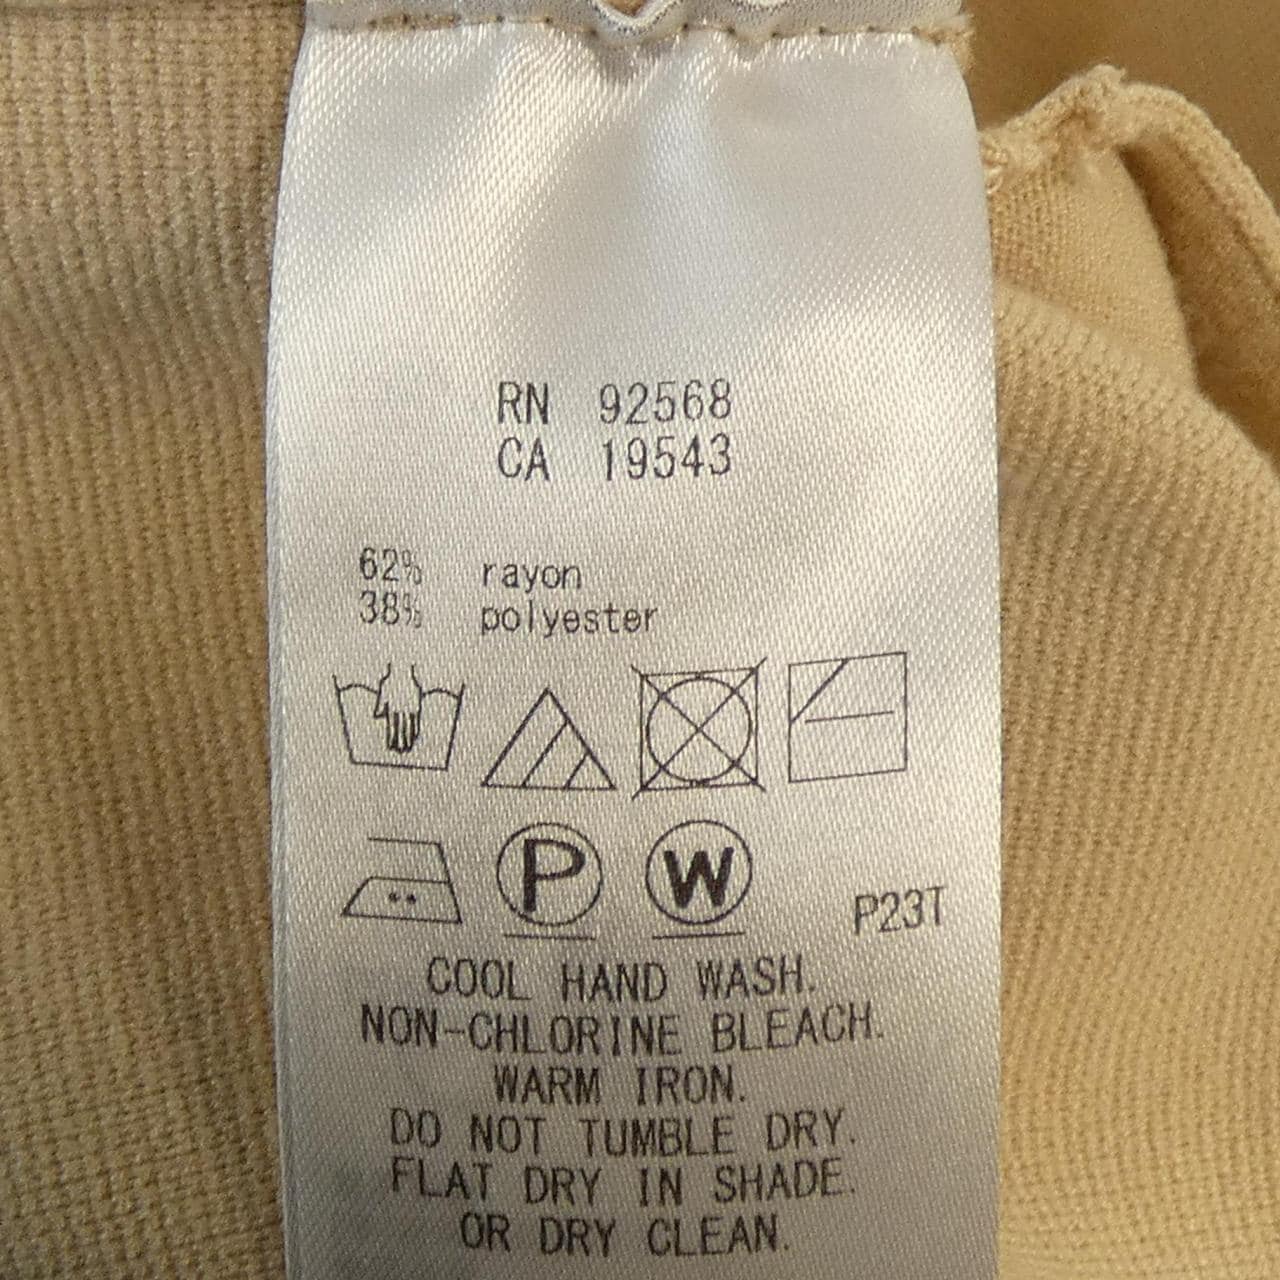 RN 92568
CA 19543
62% rayon
38% polyester
P W P23T
COOL HAND WASH.
NON-CHLORINE BLEACH.
WARM IRON.
DO NOT TUMBLE DRY.
FLAT DRY IN SHADE.
OR DRY CLEAN.